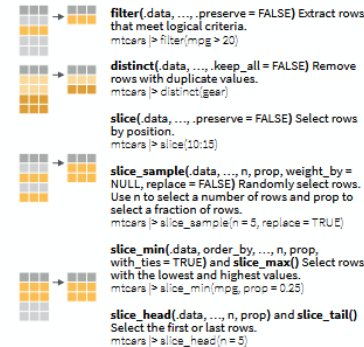 filter(.data, ..., .preserve = FALSE) Extract rows
that meet logical criteria.
mtcars |> filter(mpg > 20)
distinct(.data, ..., .keep_all = FALSE) Remove
rows with duplicate values.
mtcars |> distinct(gear)
slice(.data, ..., .preserve = FALSE) Select rows
by position.
mtcars |> slice(10:15)
slice_sample(.data, ..., n, prop, weight_by =
NULL, replace = FALSE) Randomly select rows.
Use n to select a number of rows and prop to
select a fraction of rows.
mtcars |> slice_sample(n = 5, replace = TRUE)
slice_min(.data, order_by, ..., n, prop,
with_ties = TRUE) and slice_max() Select rows
with the lowest and highest values.
mtcars |> slice_min(mpg, prop = 0.25)
slice_head(.data, ..., n, prop) and slice_tail()
Select the first or last rows.
mtcars |> slice_head(n = 5)